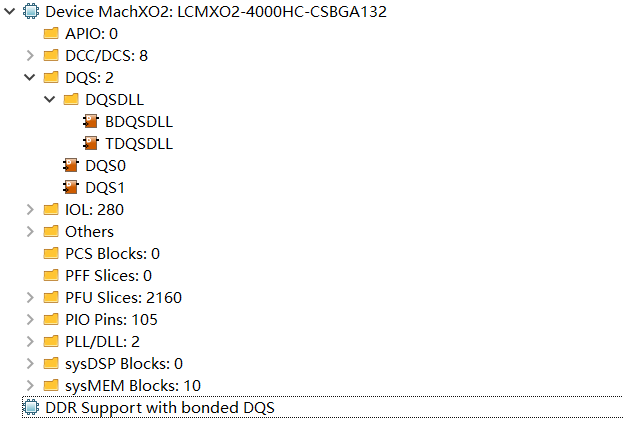 Device MachXO2: LCMXO2-4000HC-CSBGA132
APIO: 0
DCC/DCS: 8
DQS: 2
DQSDLL
BDQSDLL
TDQSDLL
DQS0
DQS1
IOL: 280
Others
PCS Blocks: 0
PFF Slices: 0
PFU Slices: 2160
PIO Pins: 105
PLL/DLL: 2
sysDSP Blocks: 0
sysMEM Blocks: 10
DDR Support with bonded DQS